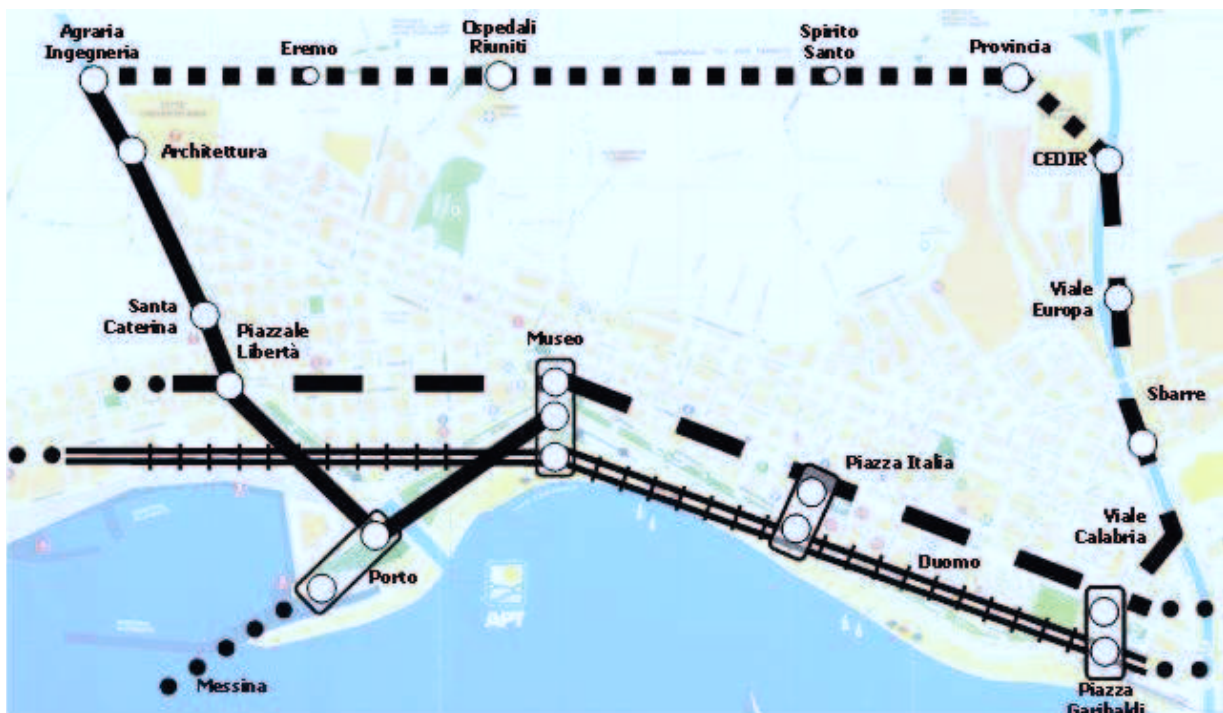 Agraria
Ingegneria
Eremo
Ospedali
Riuniti
Spirito
Santo
Provincia
Architettura
CEDIR
Santa
Caterina
Piazzale
Libertà
Museo
Viale
Europa
Sbarre
Piazza Italia
Viale
Calabria
Duomo
Porto
APT
Messina
Piazza
Garibaldi